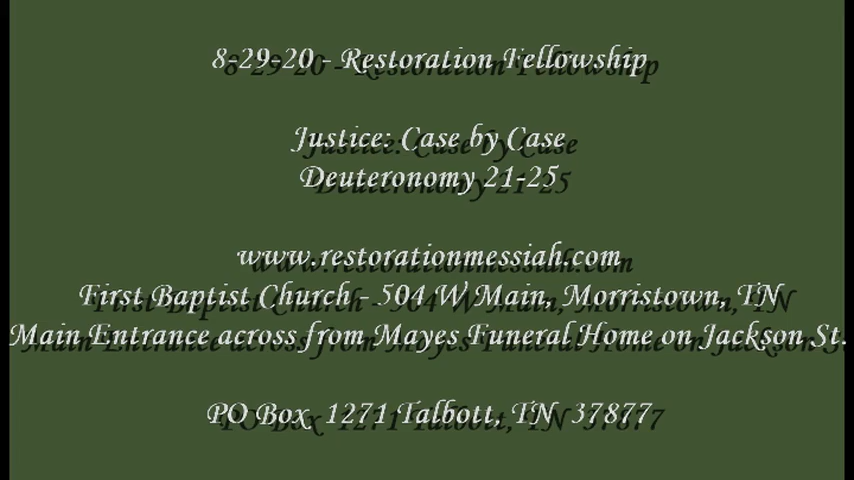 8-29-20 - Restoration Fellowship
Justice: Case by Case
Deuteronomy 21-25
www.restorationmessiah.com
First Baptist Church - 504 W Main, Morristown, TN
Main Entrance across from Mayes Funeral Home on Jackson St.
PO Box 1271 Talbott, TN 37877